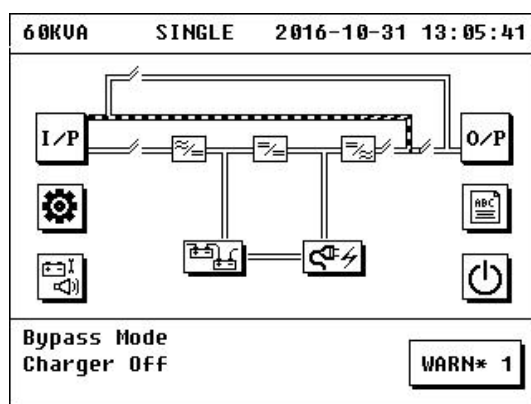 60KVA SINGLE 2016-10-31 13:05:41
I/P O/P
ABC
Bypass Mode
Charger Off
WARN* 1